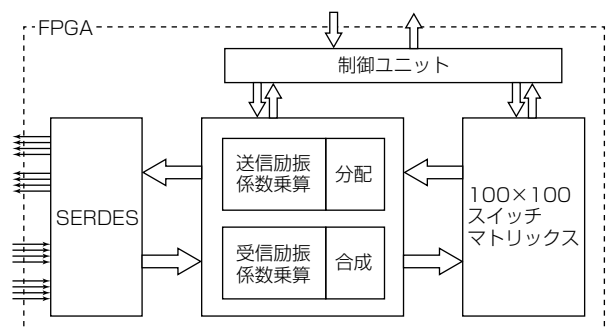 FPGA
制御ユニット
送信励振
係数乗算
分配
SERDES
100×100
スイッチ
マトリックス
受信励振
係数乗算
合成